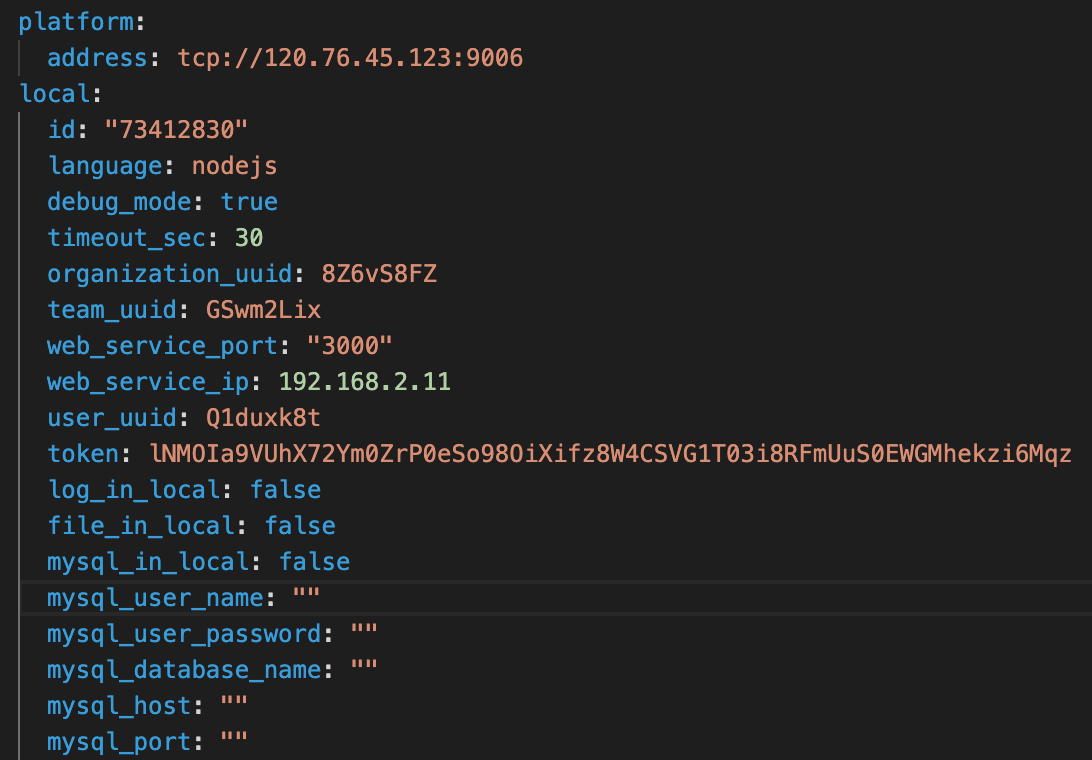 platform:
address: tcp://120.76.45.123:9006
local:
id: "73412830"
language: nodejs
debug_mode: true
timeout_sec: 30
organization_uuid: 8Z6vS8FZ
team_uuid: GSwm2Lix
web_service_port: "3000"
web_service_ip: 192.168.2.11
user_uuid: Q1duxk8t
token: lNMOIa9VUhX72Ym0ZrP0eSo98OiXifz8W4CSVG1T03i8RFmUuS0EWGMhekzi6Mqz
log_in_local: false
file_in_local: false
mysql_in_local: false
mysql_user_name: ""
mysql_user_password: ""
mysql_database_name: ""
mysql_host: ""
mysql_port: ""